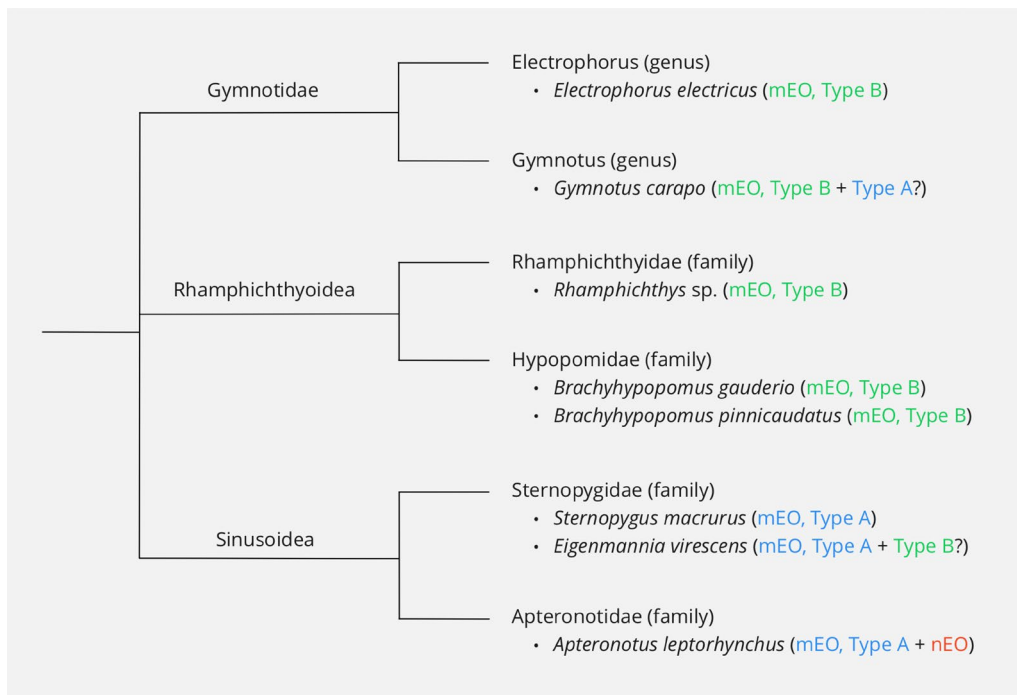 Gymnotidae
Electrophorus (genus)
• Electrophorus electricus (mEO, Type B)
Gymnotus (genus)
• Gymnotus carapo (mEO, Type B + Type A?)
Rhamphichthyoidea
Rhamphichthyidae (family)
• Rhamphichthys sp. (mEO, Type B)
Hypopomidae (family)
• Brachyhypopomus gauderio (mEO, Type B)
• Brachyhypopomus pinnicaudatus (mEO, Type B)
Sinusoidea
Sternopygidae (family)
• Sternopygus macrurus (mEO, Type A)
• Eigenmannia virescens (mEO, Type A + Type B?)
Apteronotidae (family)
• Apteronotus leptorhynchus (mEO, Type A + nEO)